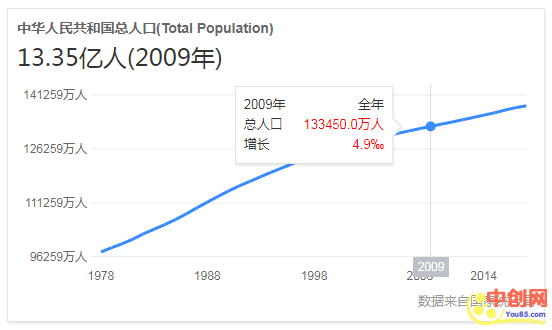 中华人民共和国总人口(Total Population)
13.35亿人(2009年)
141259万人
2009年 全年
总人口 133450.0万人
增长 4.9‰
126259万人
111259万人
96259万人
2009
1978 1988 1998 2014
数据来自国家
中创网
You85.com